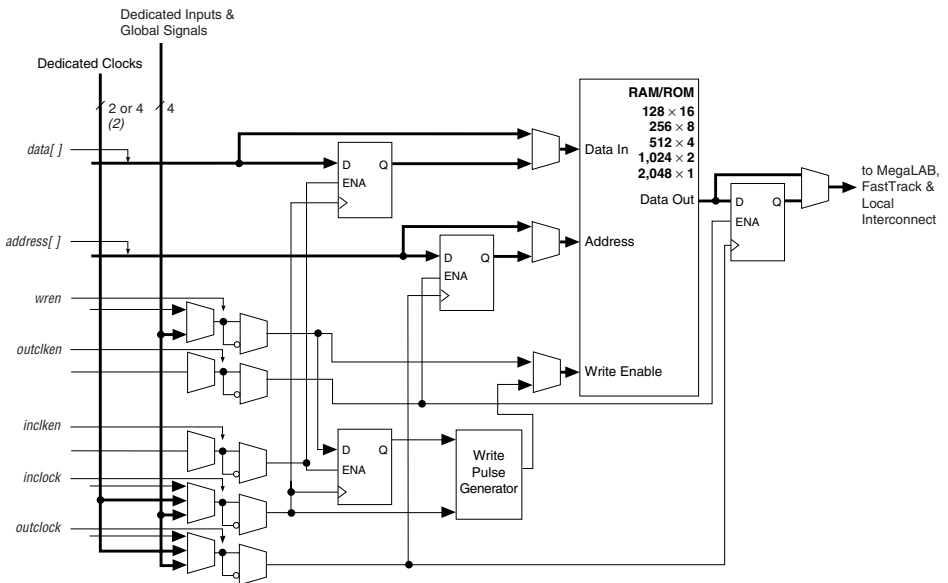 Dedicated Inputs &
Global Signals
Dedicated Clocks
2 or 4
(2)
4
RAM/ROM
128 × 16
256 × 8
512 × 4
1,024 × 2
2,048 × 1
data[ ]
D
Q
ENA
Data In
Data Out
to MegaLAB,
FastTrack &
Local
Interconnect
D
Q
ENA
address[ ]
D
Q
ENA
Address
wren
outclken
Write Enable
inclken
D
Q
ENA
Write
Pulse
Generator
inclock
outclock